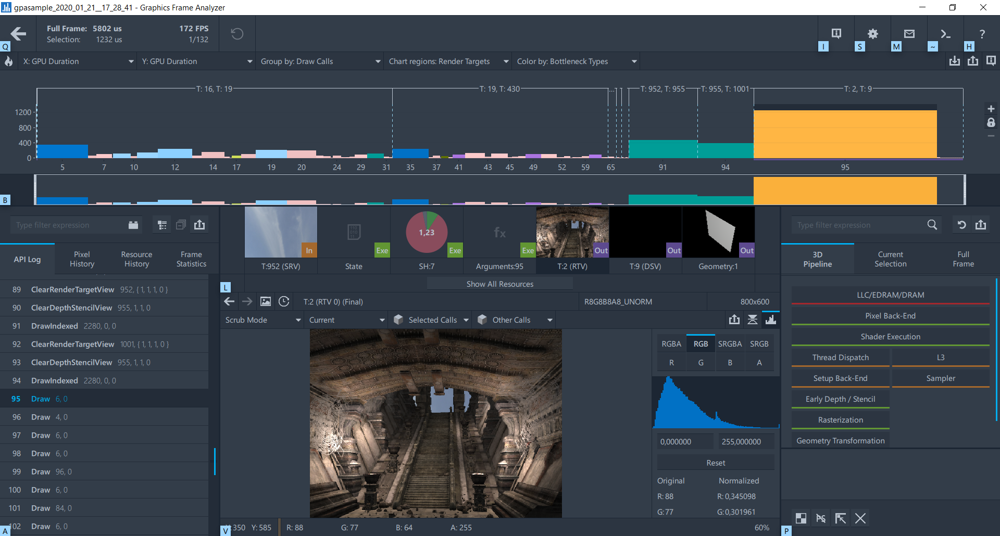 gpasample_2020_01_21__17_28_41 - Graphics Frame Analyzer
Full Frame: 5802 us 172 FPS
Selection: 1232 us 1/132
Q I S M ~ H
?
X: GPU Duration Y: GPU Duration Group by: Draw Calls Chart regions: Render Targets Color by: Bottleneck Types
T: 16, T: 19 T: 19, T: 430 ... T: 952, T: 955 T: 955, T: 1001 T: 2, T: 9
1200
800
400
0
5 7 10 12 14 17 19 20 24 29 31 35 37 41 43 45 49 52 59 65 91 94 95
B
Type filter expression
API Log
Pixel History
Resource History
Frame Statistics
89 ClearRenderTargetView 952, { 1, 1, 1, 0 }
90 ClearDepthStencilView 955, 1, 1, 0
91 DrawIndexed 2280, 0, 0
92 ClearRenderTargetView 1001, { 1, 1, 1, 0 }
93 ClearDepthStencilView 955, 1, 1, 0
94 DrawIndexed 2280, 0, 0
95 Draw 6, 0
96 Draw 4, 0
97 Draw 6, 0
98 Draw 6, 0
99 Draw 96, 0
100 Draw 6, 0
101 Draw 84, 0
102 Draw 6, 0
A
In Exe 1,23 Exe fx Exe Out Out Out
T:952 (SRV) State SH:7 Arguments:95 T:2 (RTV) T:9 (DSV) Geometry:1
L
Show All Resources
T:2 (RTV 0) (Final) R8G8B8A8_UNORM 800x600
Scrub Mode Current Selected Calls Other Calls
RGBA RGB SRGBA SRGB
R G B A
0,000000 255,000000
Reset
Original Normalized
R: 88 R: 0,345098
G: 77 G: 0,301961
V 350 Y: 585 R: 88 G: 77 B: 64 A: 255 60%
Type filter expression
3D Pipeline
Current Selection
Full Frame
LLC/EDRAM/DRAM
Pixel Back-End
Shader Execution
Thread Dispatch L3
Setup Back-End Sampler
Early Depth / Stencil
Rasterization
Geometry Transformation
PS
P